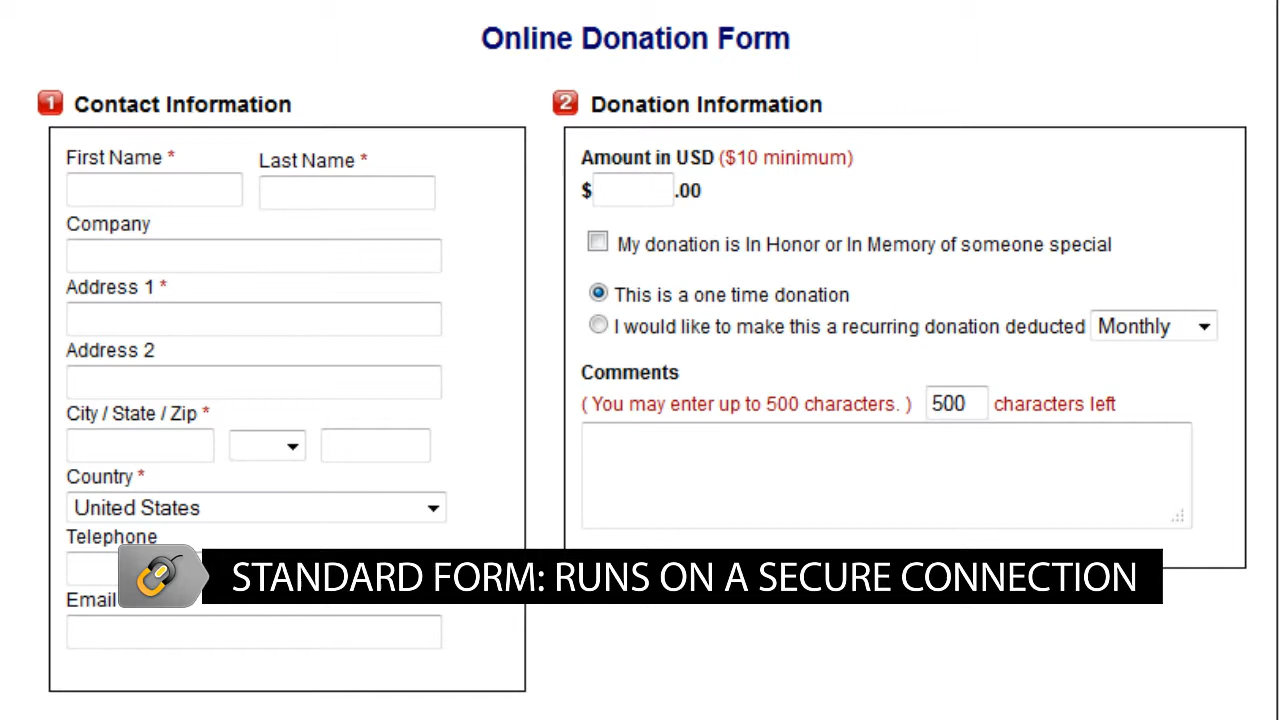 Online Donation Form
1 Contact Information
First Name * Last Name *
Company
Address 1 *
Address 2
City / State / Zip *
Country *
United States
Telephone
Email
2 Donation Information
Amount in USD ($10 minimum)
$ .00
My donation is In Honor or In Memory of someone special
This is a one time donation
I would like to make this a recurring donation deducted Monthly
Comments
( You may enter up to 500 characters. ) 500 characters left
STANDARD FORM: RUNS ON A SECURE CONNECTION